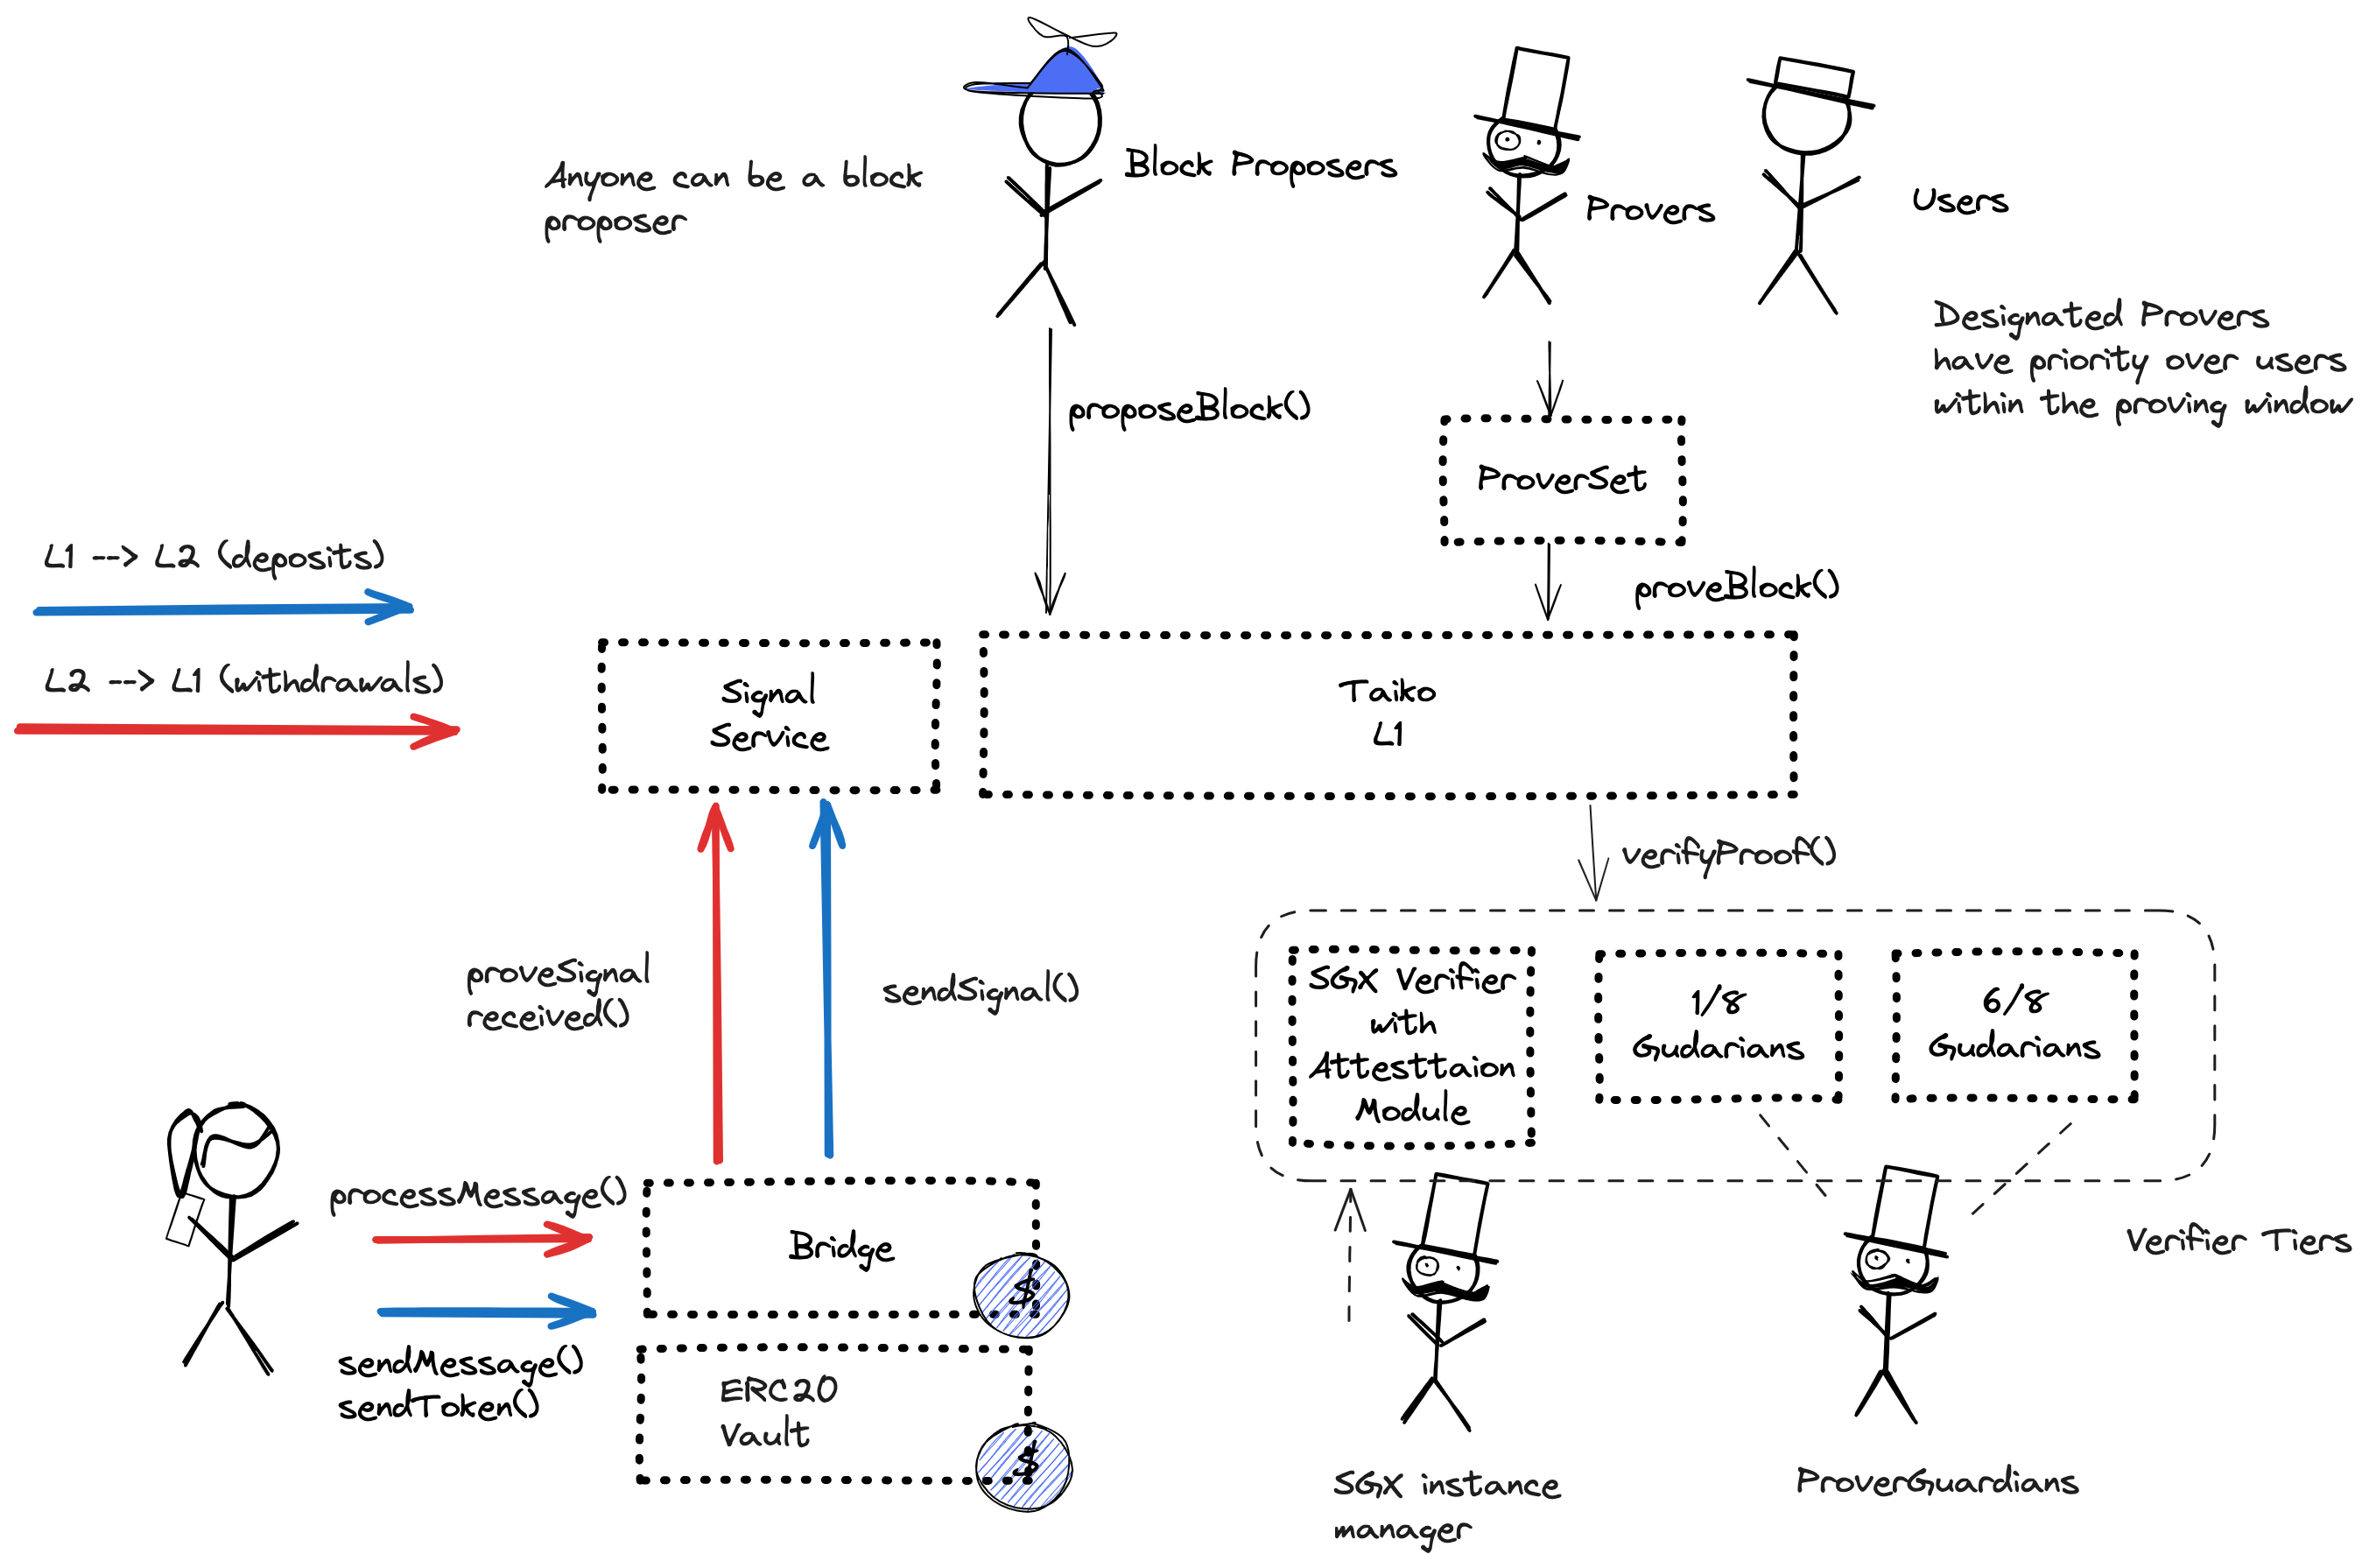 Anyone can be a block
proposer
Block Proposers
Provers
Users
Designated Provers
have priority over users
within the proving window
proposeBlock()
ProverSet
L1 --> L2 (deposits)
proveBlock()
L2 --> L1 (withdrawals)
Signal
Service
Taiko
L1
verifyProof()
proveSignal
received()
sendSignal()
SGX Verifier
with
Attesttaion
Module
1/8
Gudarians
6/8
Gudarians
processMessage()
Bridge
$
Verifier Tiers
sendMessage()
sendToken()
ERC20
Vault
$
SGX instance
manager
ProverGuardians